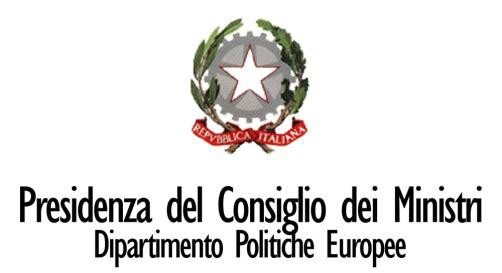 REPVBBLICA ITALIANA
Presidenza del Consiglio dei Ministri
Dipartimento Politiche Europee